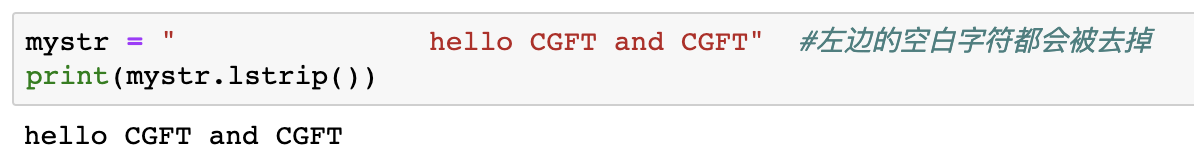 mystr = "               hello CGFT and CGFT"  #左边的空白字符都会被去掉
print(mystr.lstrip())
hello CGFT and CGFT